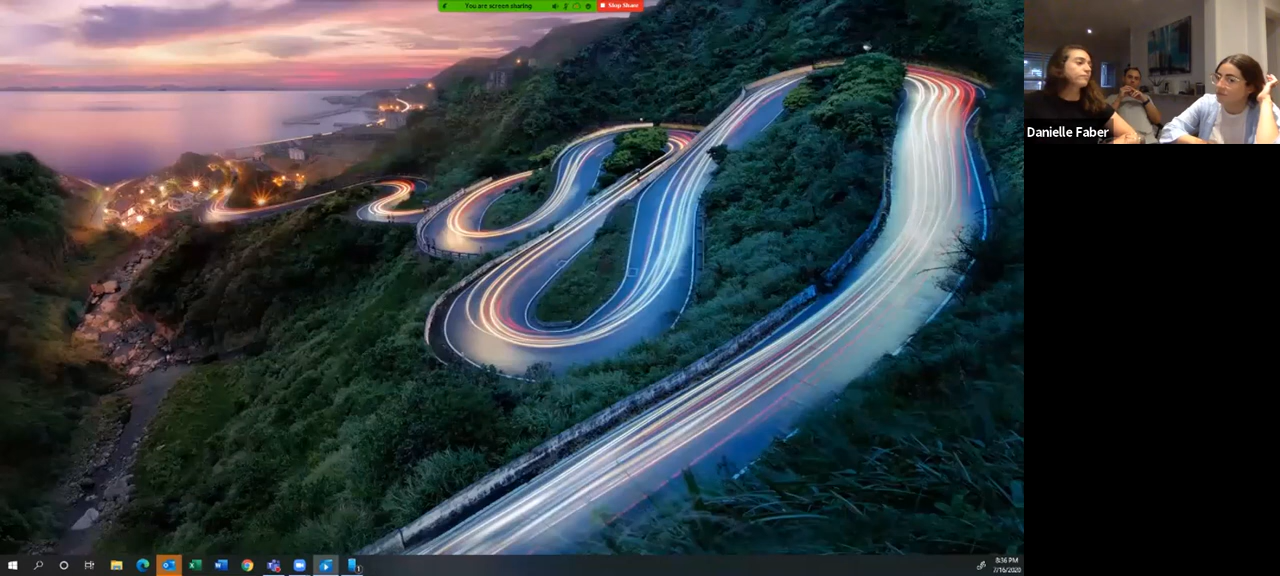 You are screen sharing
Stop Share
Danielle Faber
8:36 PM
7/16/2020